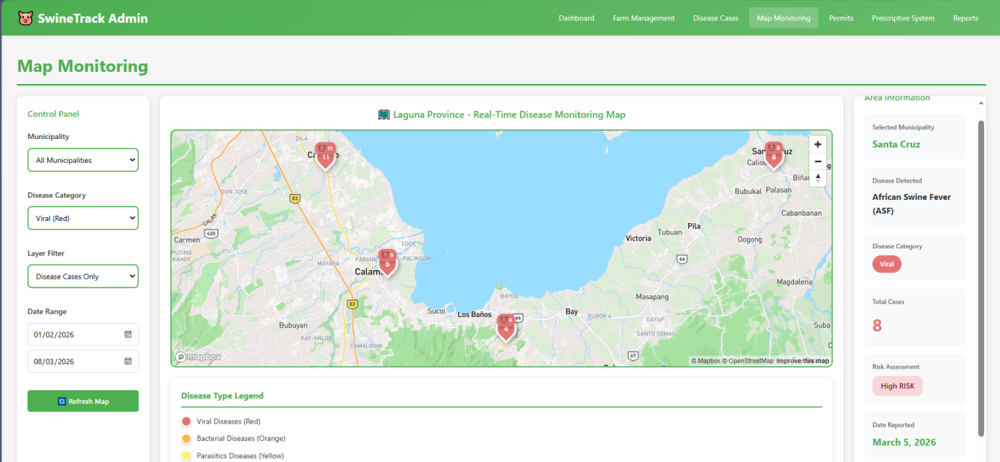 SwineTrack Admin
Dashboard
Farm Management
Disease Cases
Map Monitoring
Permits
Prescriptive System
Reports
Map Monitoring
Control Panel
Municipality
All Municipalities
Disease Category
Viral (Red)
Layer Filter
Disease Cases Only
Date Range
01/02/2026
08/03/2026
Refresh Map
Laguna Province - Real-Time Disease Monitoring Map
DILA
11
11
DON JOSE
E2
CALAX
420
Carmen
PUTING
KAHOY
MAYAPA
PARIAN
LOOC
PALINGON
5
5
E2
Bubuyan
KAY-ANLOG
CAMALIGAN
Sucol
Los Baños
BAYOG
66
4
4
Bay
PUROK 4
Masapang
DAYAP
SANTO TOMAS
67
Victoria
Tubuan
Pila
66
Oogong
Magdalena
Cabanbanan
Bubukal
Palasan
8
8
Suba
mapbox
© Mapbox © OpenStreetMap Improve this map
Disease Type Legend
Viral Diseases (Red)
Bacterial Diseases (Orange)
Parasitics Diseases (Yellow)
Area Information
Selected Municipality
Santa Cruz
Disease Detected
African Swine Fever
(ASF)
Disease Category
Viral
Total Cases
8
Risk Assessment
High RISK
Date Reported
March 5, 2026